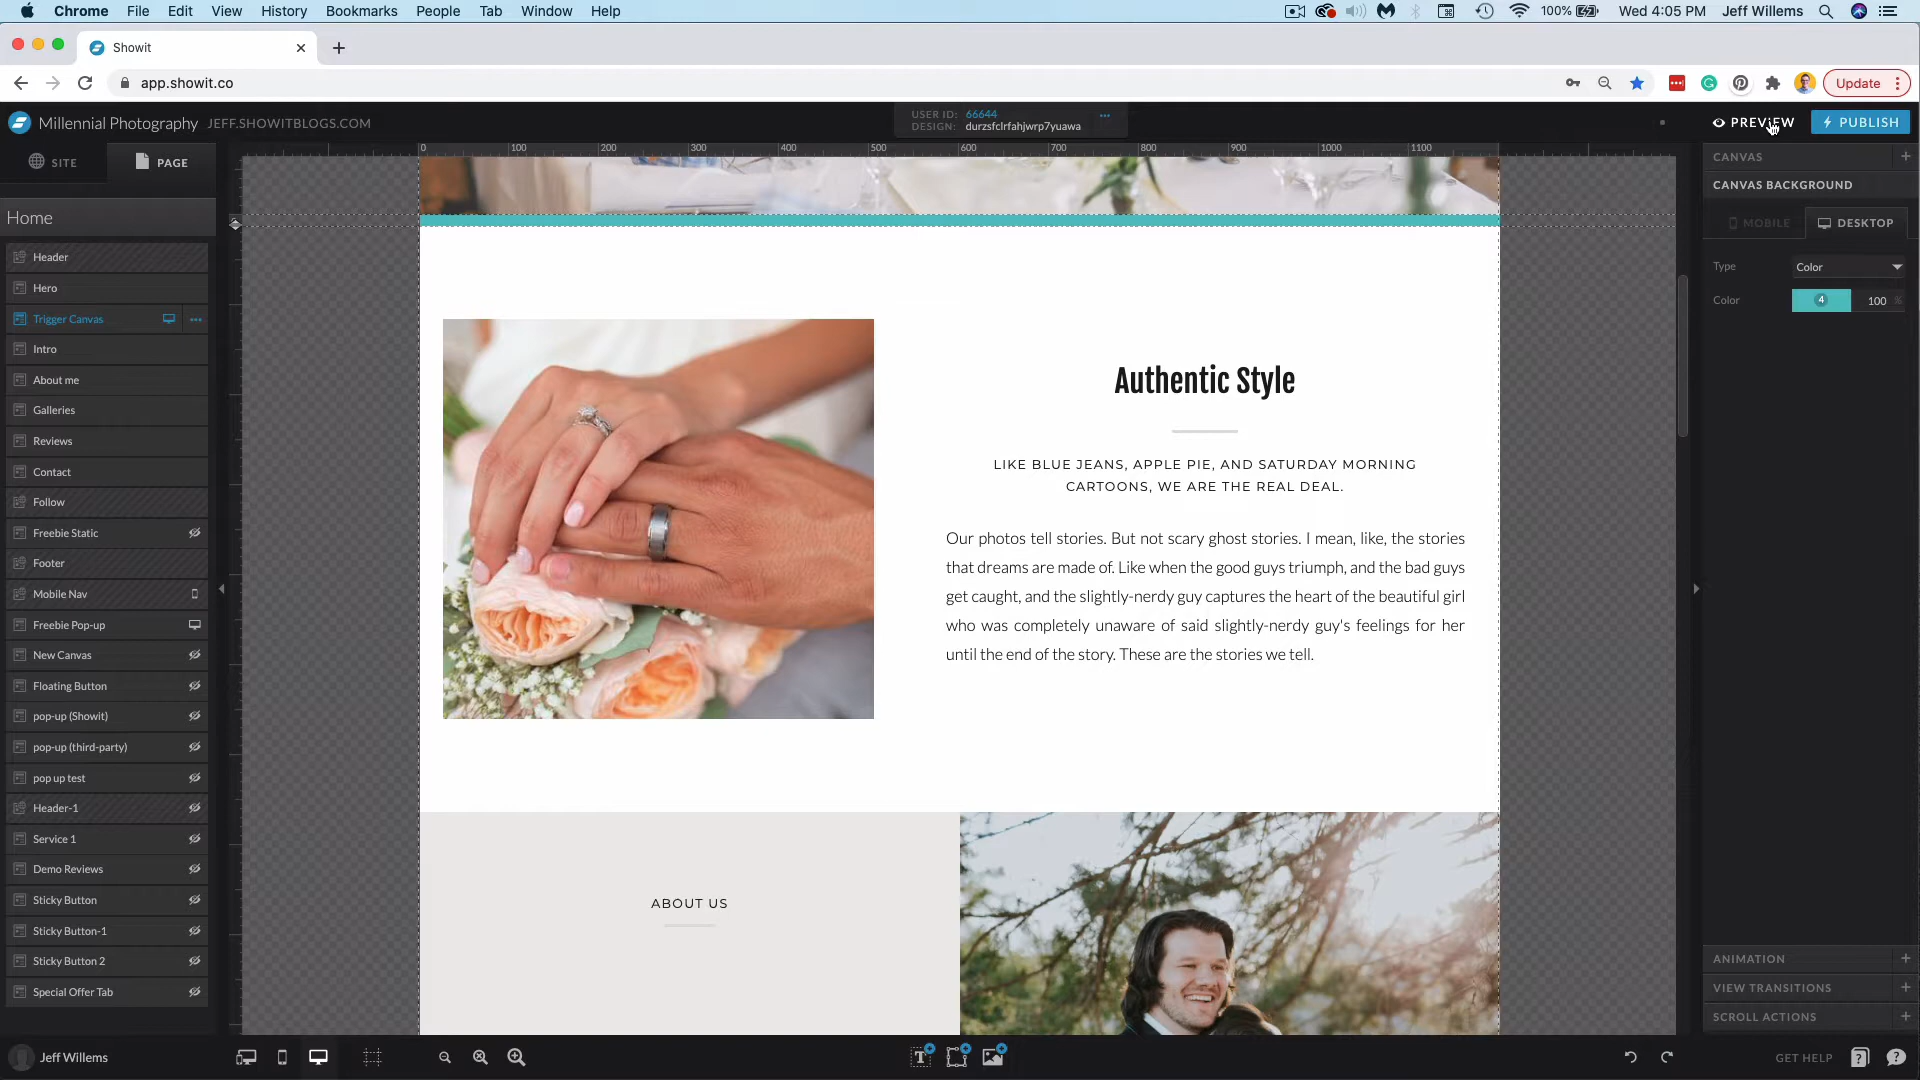 Chrome File Edit View History Bookmarks People Tab Window Help
100% Wed 4:05 PM Jeff Willems
Showit
app.showit.co
Update
Millennial Photography JEFF.SHOWITBLOGS.COM
USER ID: 66644
DESIGN: durzsfclrfahjwrp7yuawa
PREVIEW
PUBLISH
SITE
PAGE
0 100 200 300 400 500 600 700 800 900 1000 1100
CANVAS
CANVAS BACKGROUND
MOBILE
DESKTOP
Type Color
Color 4 100 %
Home
Header
Hero
Trigger Canvas
Intro
About me
Galleries
Reviews
Contact
Follow
Freebie Static
Footer
Mobile Nav
Freebie Pop-up
New Canvas
Floating Button
pop-up (Showit)
pop-up (third-party)
pop up test
Header-1
Service 1
Demo Reviews
Sticky Button
Sticky Button-1
Sticky Button 2
Special Offer Tab
Authentic Style
LIKE BLUE JEANS, APPLE PIE, AND SATURDAY MORNING
CARTOONS, WE ARE THE REAL DEAL.
Our photos tell stories. But not scary ghost stories. I mean, like, the stories
that dreams are made of. Like when the good guys triumph, and the bad guys
get caught, and the slightly-nerdy guy captures the heart of the beautiful girl
who was completely unaware of said slightly-nerdy guy's feelings for her
until the end of the story. These are the stories we tell.
ABOUT US
ANIMATION
VIEW TRANSITIONS
SCROLL ACTIONS
Jeff Willems
GET HELP